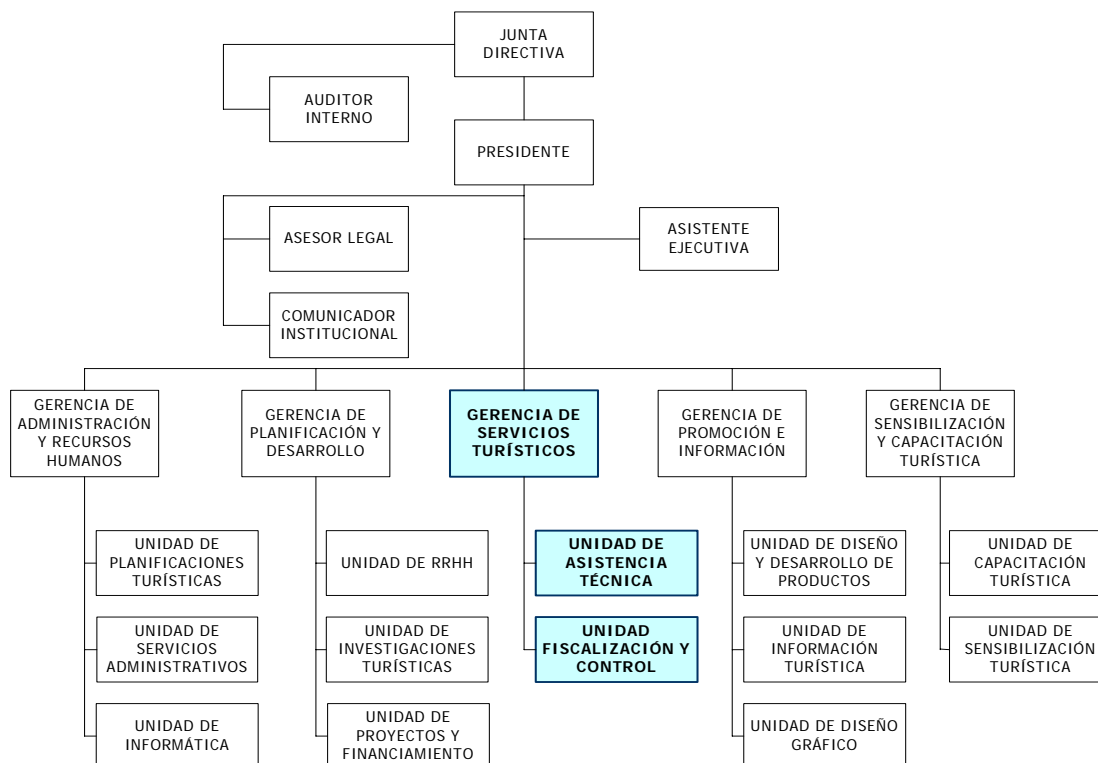 JUNTA
DIRECTIVA
AUDITOR
INTERNO
PRESIDENTE
ASESOR LEGAL
ASISTENTE
EJECUTIVA
COMUNICADOR
INSTITUCIONAL
GERENCIA DE
ADMINISTRACIÓN
Y RECURSOS
HUMANOS
GERENCIA DE
PLANIFICACIÓN Y
DESARROLLO
GERENCIA DE
SERVICIOS
TURÍSTICOS
GERENCIA DE
PROMOCIÓN E
INFORMACIÓN
GERENCIA DE
SENSIBILIZACIÓN
Y CAPACITACIÓN
TURÍSTICA
UNIDAD DE
PLANIFICACIONES
TURÍSTICAS
UNIDAD DE RRHH
UNIDAD DE
ASISTENCIA
TÉCNICA
UNIDAD DE DISEÑO
Y DESARROLLO DE
PRODUCTOS
UNIDAD DE
CAPACITACIÓN
TURÍSTICA
UNIDAD DE
SERVICIOS
ADMINISTRATIVOS
UNIDAD DE
INVESTIGACIONES
TURÍSTICAS
UNIDAD
FISCALIZACIÓN Y
CONTROL
UNIDAD DE
INFORMACIÓN
TURÍSTICA
UNIDAD DE
SENSIBILIZACIÓN
TURÍSTICA
UNIDAD DE
INFORMÁTICA
UNIDAD DE
PROYECTOS Y
FINANCIAMIENTO
UNIDAD DE DISEÑO
GRÁFICO